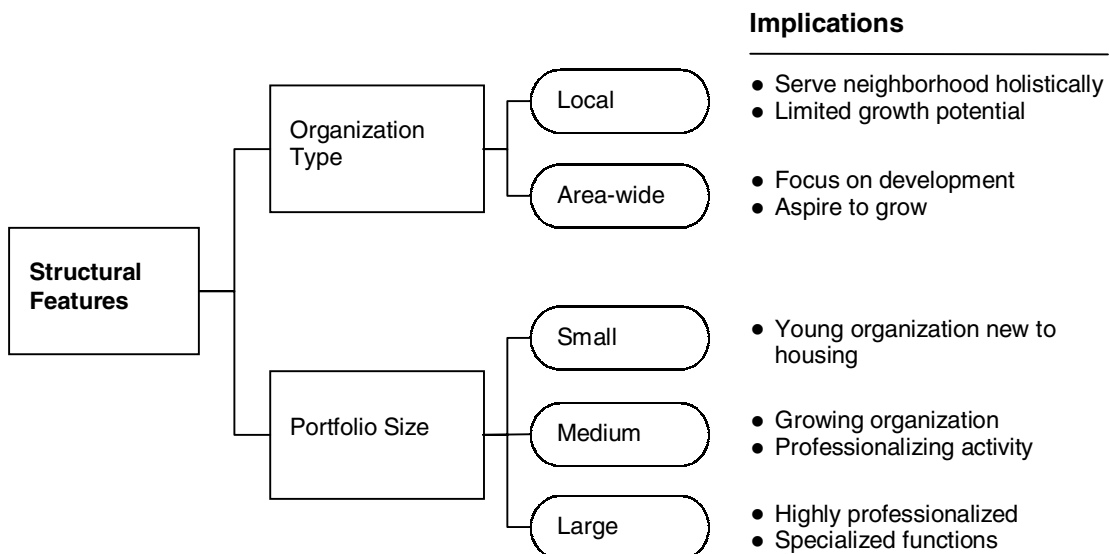 Implications
Structural
Features
Organization
Type
Local
● Serve neighborhood holistically
● Limited growth potential
Area-wide
● Focus on development
● Aspire to grow
Portfolio Size
Small
● Young organization new to
housing
Medium
● Growing organization
● Professionalizing activity
Large
● Highly professionalized
● Specialized functions